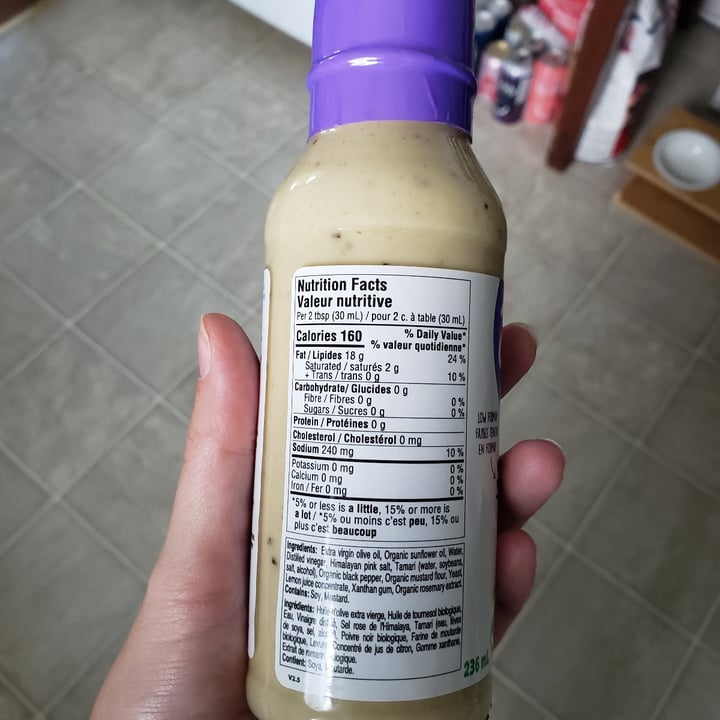 Nutrition Facts
Valeur nutritive
Per 2 tbsp (30 mL) / pour 2 c. à table (30 mL)
Calories 160 % Daily Value*
% valeur quotidienne*
Fat / Lipides 18 g 24 %
Saturated / saturés 2 g
+ Trans / trans 0 g 10 %
Carbohydrate / Glucides 0 g
Fibre / Fibres 0 g 0 %
Sugars / Sucres 0 g 0 %
Protein / Protéines 0 g
Cholesterol / Cholestérol 0 mg
Sodium 240 mg 10 %
Potassium 0 mg 0 %
Calcium 0 mg 0 %
Iron / Fer 0 mg 0 %
*5% or less is a little, 15% or more is
a lot / *5% ou moins c'est peu, 15% ou
plus c'est beaucoup
Ingredients: Extra virgin olive oil, Organic sunflower oil, Water,
Distilled vinegar, Himalayan pink salt, Tamari (water, soybeans,
salt, alcohol), Organic black pepper, Organic mustard flour, Yeast,
Lemon juice concentrate, Xanthan gum, Organic rosemary extract.
Contains: Soy, Mustard.
Ingrédients: Huile d'olive extra vierge, Huile de tournesol biologique,
Eau, Vinaigre Sel rose de l'Himalaya, Tamari (eau, fèves
de soya, sel, Poivre noir biologique, Farine de moutarde
biologique, Concentré de jus de citron, Gomme xanthane,
Extrait de romarin biologique.
Contient: Soya, Moutarde.
V2.5
LOW
FAIBLE
EN
236 mL